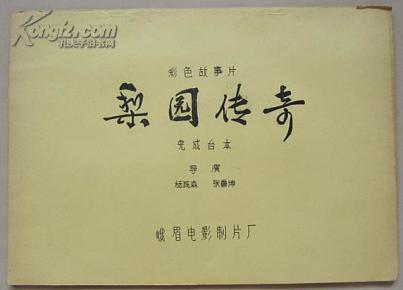 Kongfz.com
孔夫子旧书网
彩色故事片
梨园传奇
完成台本
导演
杨延森 张鲁坤
峨眉电影制片厂